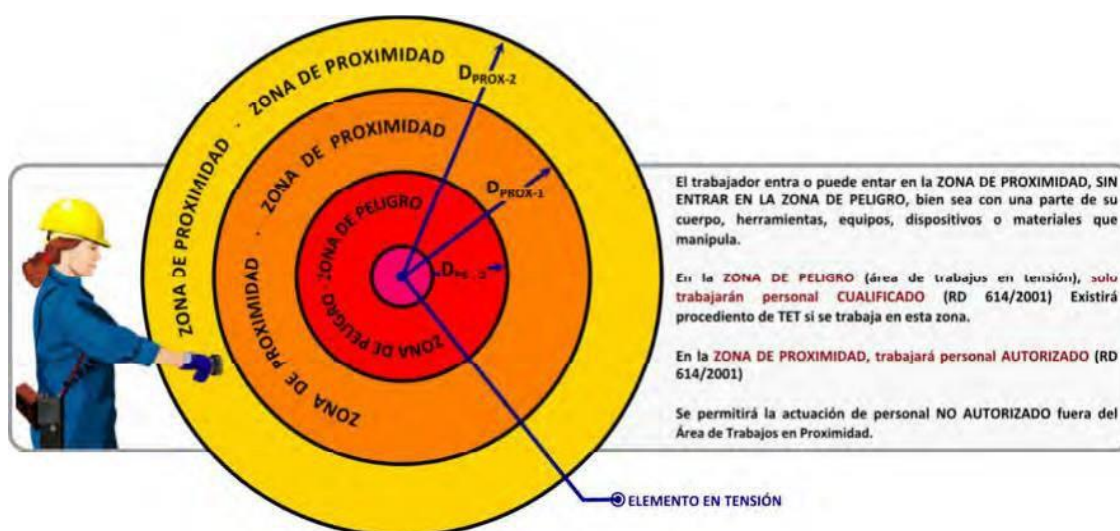 ZONA DE PROXIMIDAD · ZONA DE PROXIMIDAD
ZONA DE PROXIMIDAD · ZONA DE PROXIMIDAD
ZONA DE PELIGRO · ZONA DE PELIGRO
DPROX-2
DPROX-1
El trabajador entra o puede entar en la ZONA DE PROXIMIDAD, SIN
ENTRAR EN LA ZONA DE PELIGRO, bien sea con una parte de su
cuerpo, herramientas, equipos, dispositivos o materiales que
manipula.
En la ZONA DE PELIGRO (área de trabajos en tensión), solo
trabajarán personal CUALIFICADO (RD 614/2001) Existirá
procediento de TET si se trabaja en esta zona.
En la ZONA DE PROXIMIDAD, trabajará personal AUTORIZADO (RD
614/2001)
Se permitirá la actuación de personal NO AUTORIZADO fuera del
Área de Trabajos en Proximidad.
ELEMENTO EN TENSIÓN